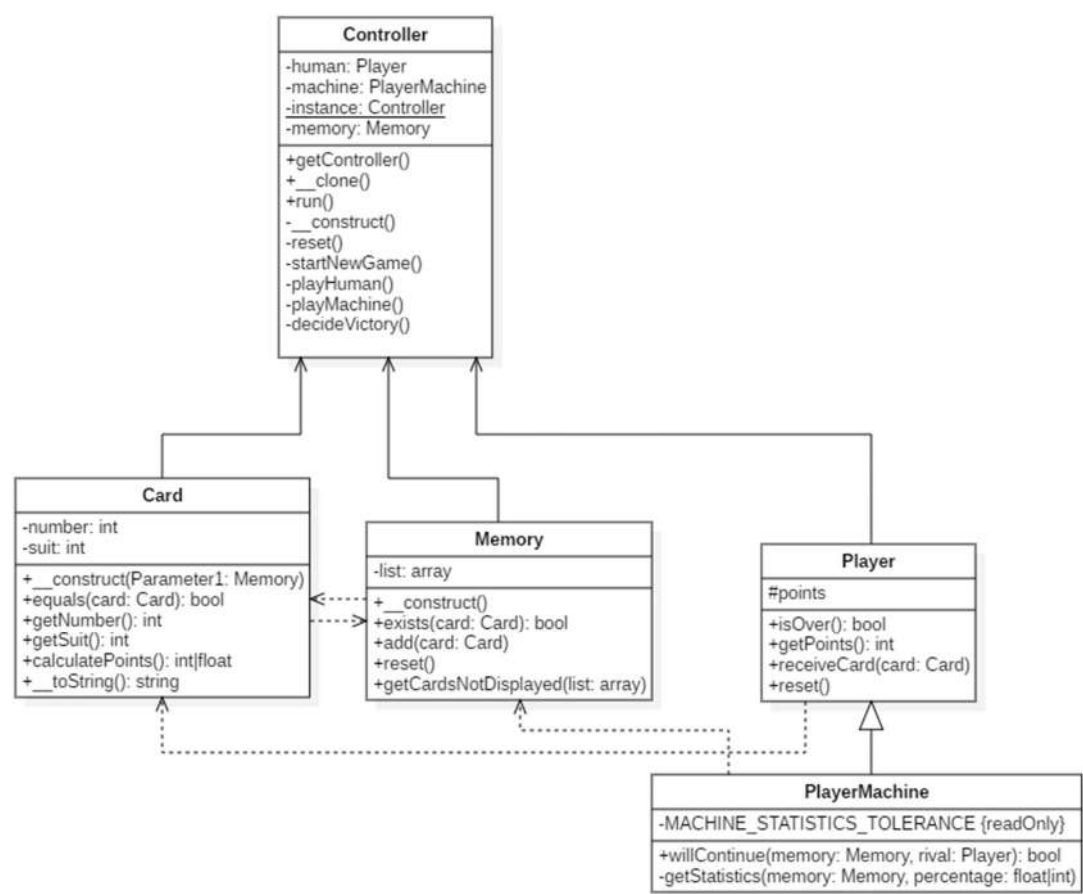 Controller
-human: Player
-machine: PlayerMachine
-instance: Controller
-memory: Memory
+getController()
+__clone()
+run()
-__construct()
-reset()
-startNewGame()
-playHuman()
-playMachine()
-decideVictory()
Card
-number: int
-suit: int
+__construct(Parameter1: Memory)
+equals(card: Card): bool
+getNumber(): int
+getSuit(): int
+calculatePoints(): int|float
+__toString(): string
Memory
-list: array
+__construct()
+exists(card: Card): bool
+add(card: Card)
+reset()
+getCardsNotDisplayed(list: array)
Player
#points
+isOver(): bool
+getPoints(): int
+receiveCard(card: Card)
+reset()
PlayerMachine
-MACHINE_STATISTICS_TOLERANCE {readOnly}
+willContinue(memory: Memory, rival: Player): bool
-getStatistics(memory: Memory, percentage: float|int)